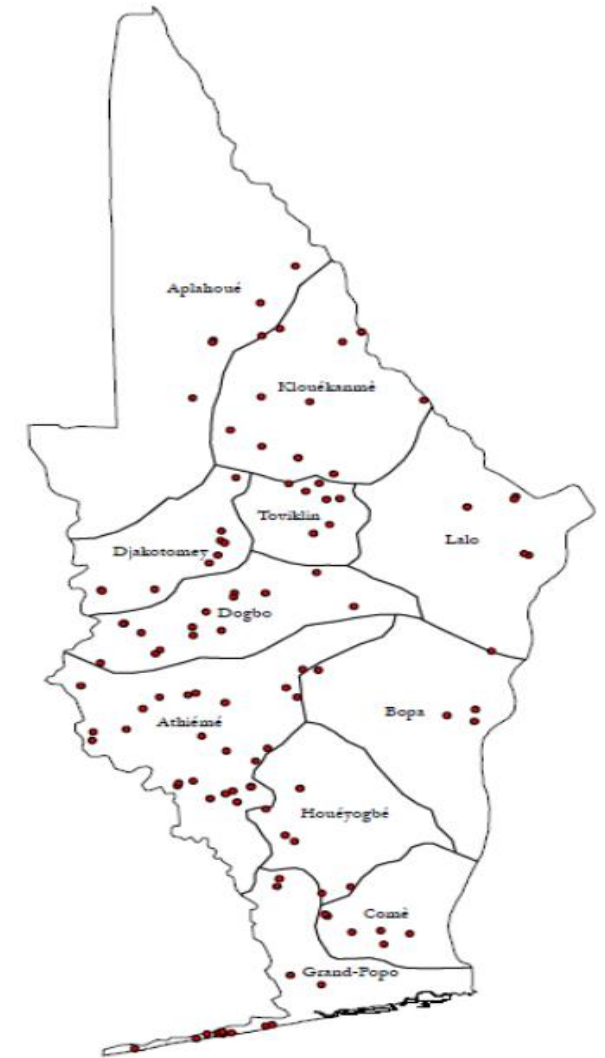 Aplahoué
Klouékanmè
Toviklin
Lalo
Djakotomey
Dogbo
Bopa
Athiémé
Houéyogbé
Comè
Grand-Popo